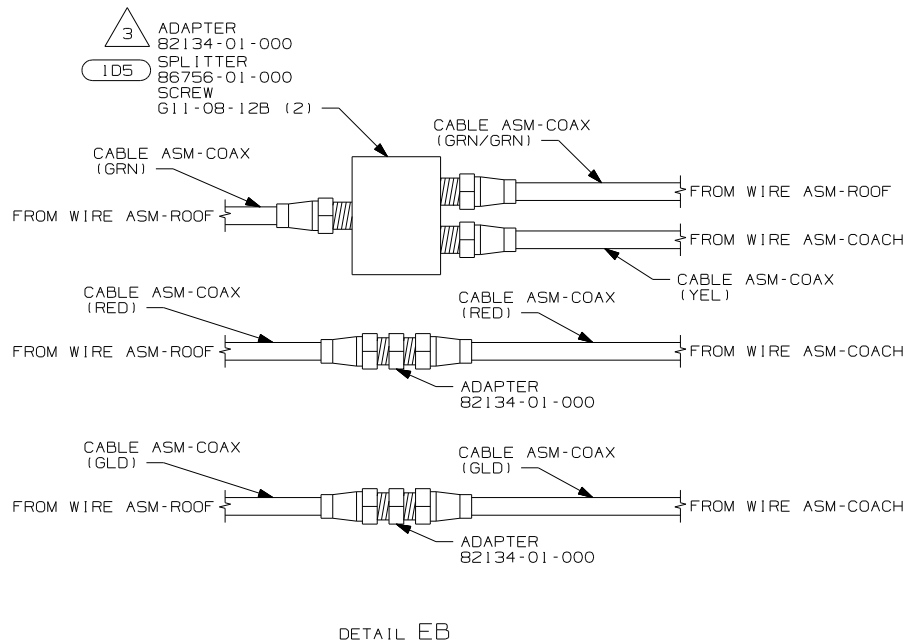 3
ADAPTER
82134-01-000
1D5
SPLITTER
86756-01-000
SCREW
G11-08-12B (2)
CABLE ASM-COAX
(GRN)
CABLE ASM-COAX
(GRN/GRN)
FROM WIRE ASM-ROOF
FROM WIRE ASM-ROOF
FROM WIRE ASM-COACH
CABLE ASM-COAX
(YEL)
CABLE ASM-COAX
(RED)
CABLE ASM-COAX
(RED)
FROM WIRE ASM-ROOF
FROM WIRE ASM-COACH
ADAPTER
82134-01-000
CABLE ASM-COAX
(GLD)
CABLE ASM-COAX
(GLD)
FROM WIRE ASM-ROOF
FROM WIRE ASM-COACH
ADAPTER
82134-01-000
DETAIL EB